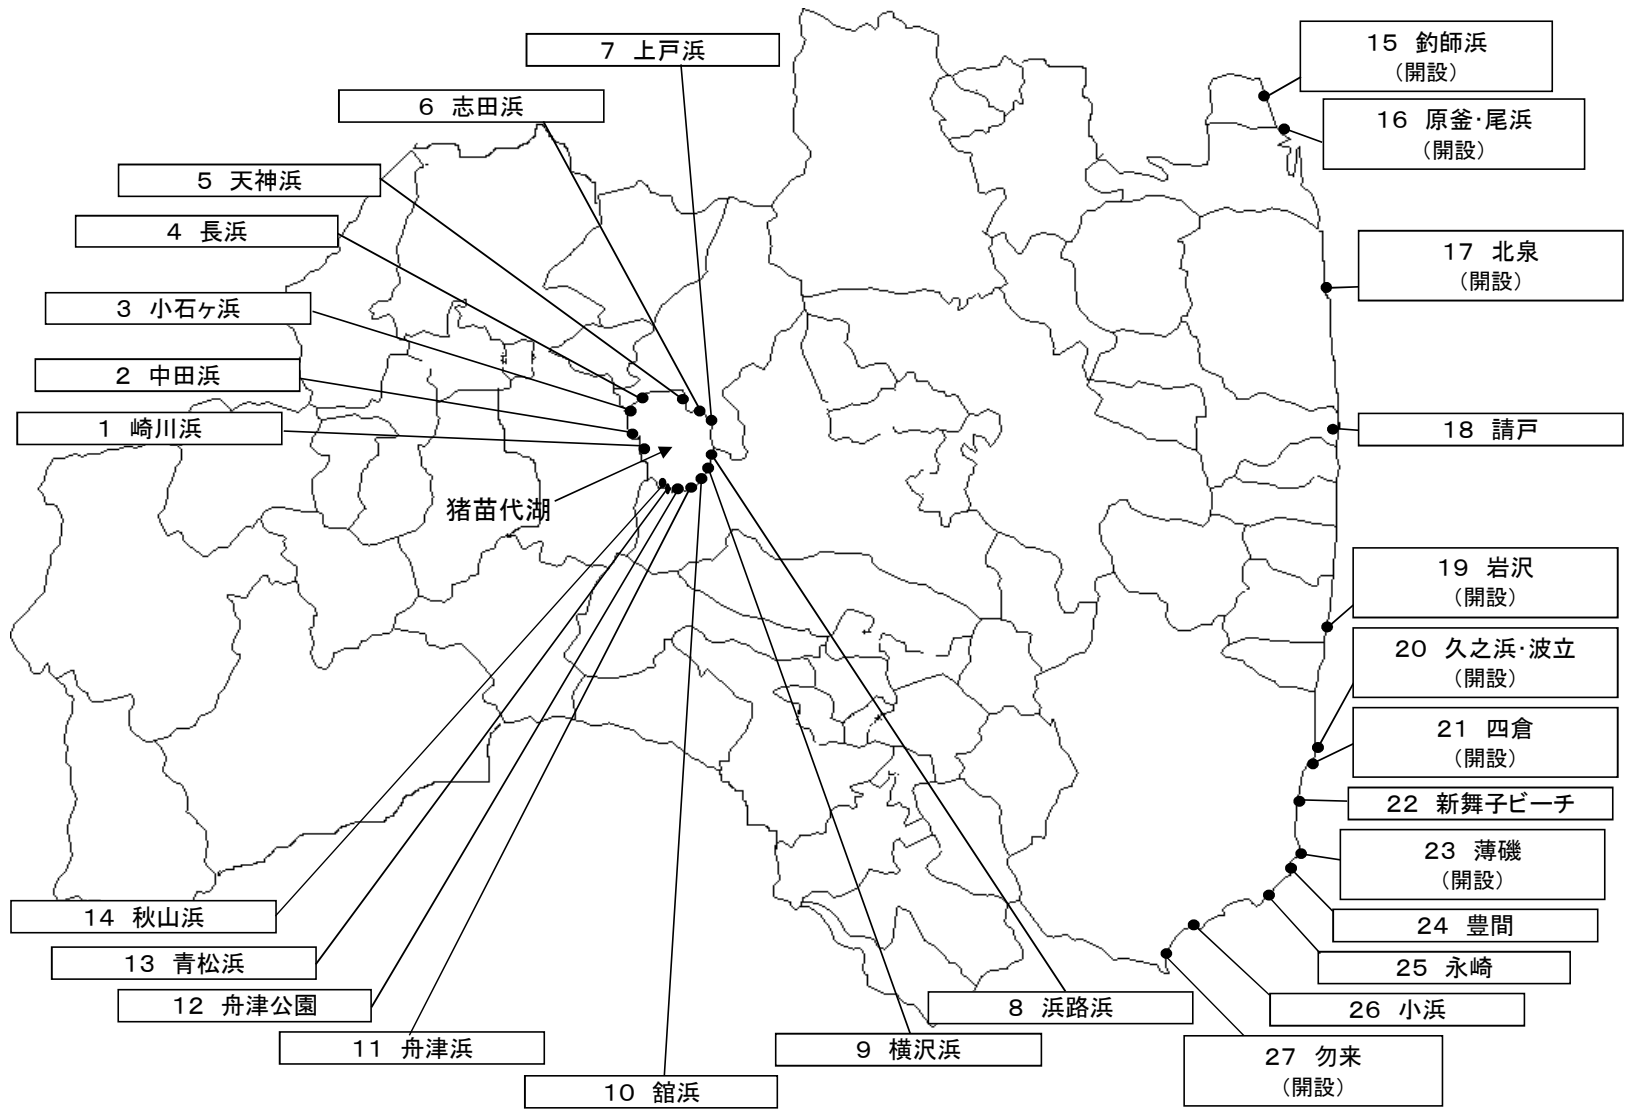 7 上戸浜
6 志田浜
5 天神浜
4 長浜
3 小石ヶ浜
2 中田浜
1 崎川浜
猪苗代湖
14 秋山浜
13 青松浜
12 舟津公園
11 舟津浜
10 舘浜
9 横沢浜
8 浜路浜
15 釣師浜
（開設）
16 原釜・尾浜
（開設）
17 北泉
（開設）
18 請戸
19 岩沢
（開設）
20 久之浜・波立
（開設）
21 四倉
（開設）
22 新舞子ビーチ
23 薄磯
（開設）
24 豊間
25 永崎
26 小浜
27 勿来
（開設）